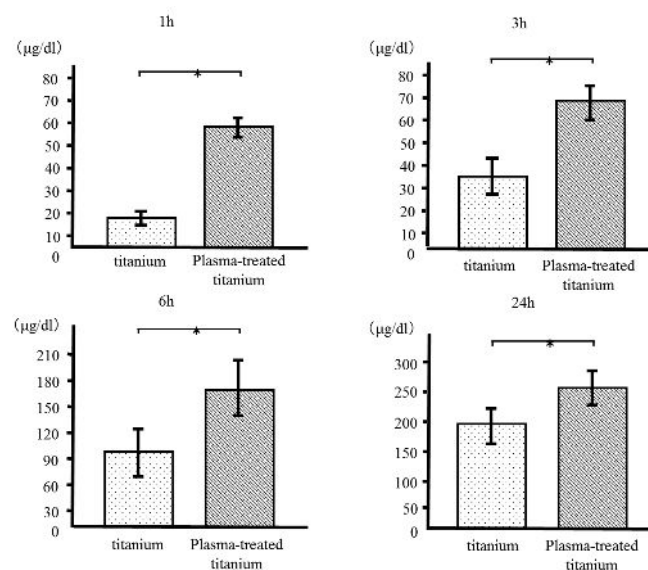 1h
(μg/dl)
80
70
60
50
40
30
20
10
0
*
titanium
Plasma-treated
titanium
3h
(μg/dl)
80
70
60
50
40
30
20
10
0
*
titanium
Plasma-treated
titanium
6h
(μg/dl)
210
180
150
120
90
60
30
0
*
titanium
Plasma-treated
titanium
24h
(μg/dl)
300
250
200
150
100
50
0
*
titanium
Plasma-treated
titanium